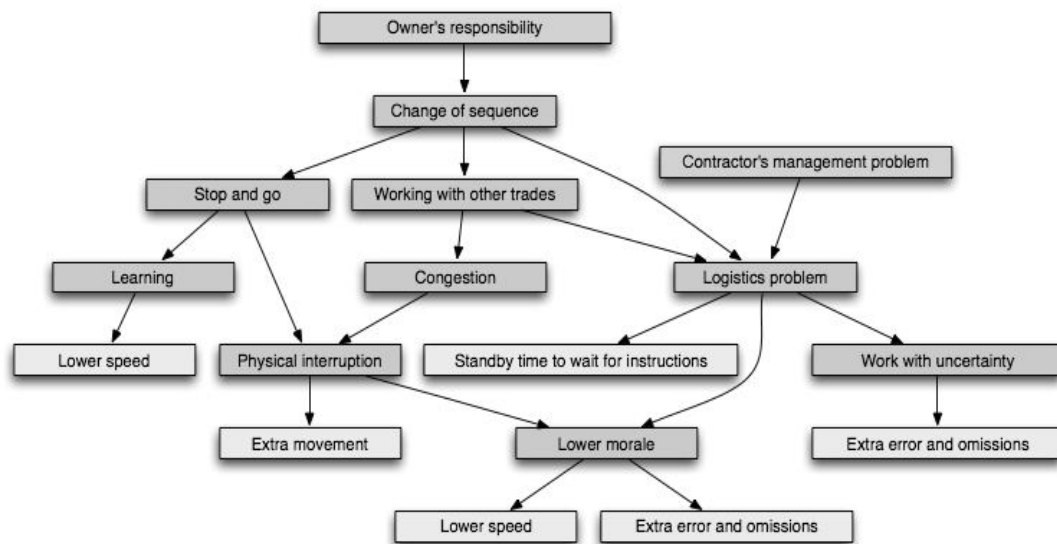 Owner's responsibility
Change of sequence
Contractor's management problem
Stop and go
Working with other trades
Learning
Congestion
Logistics problem
Lower speed
Physical interruption
Standby time to wait for instructions
Work with uncertainty
Extra movement
Lower morale
Extra error and omissions
Lower speed
Extra error and omissions